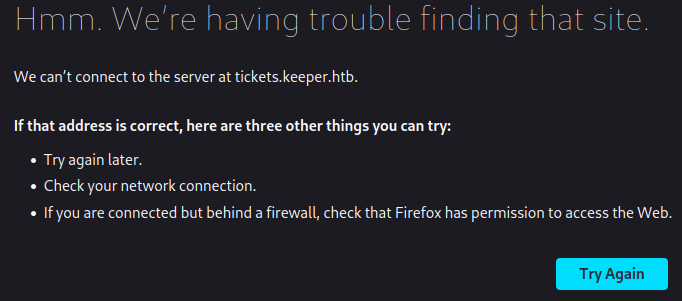 Hmm. We're having trouble finding that site.
We can't connect to the server at tickets.keeper.htb.
If that address is correct, here are three other things you can try:
• Try again later.
• Check your network connection.
• If you are connected but behind a firewall, check that Firefox has permission to access the Web.
Try Again